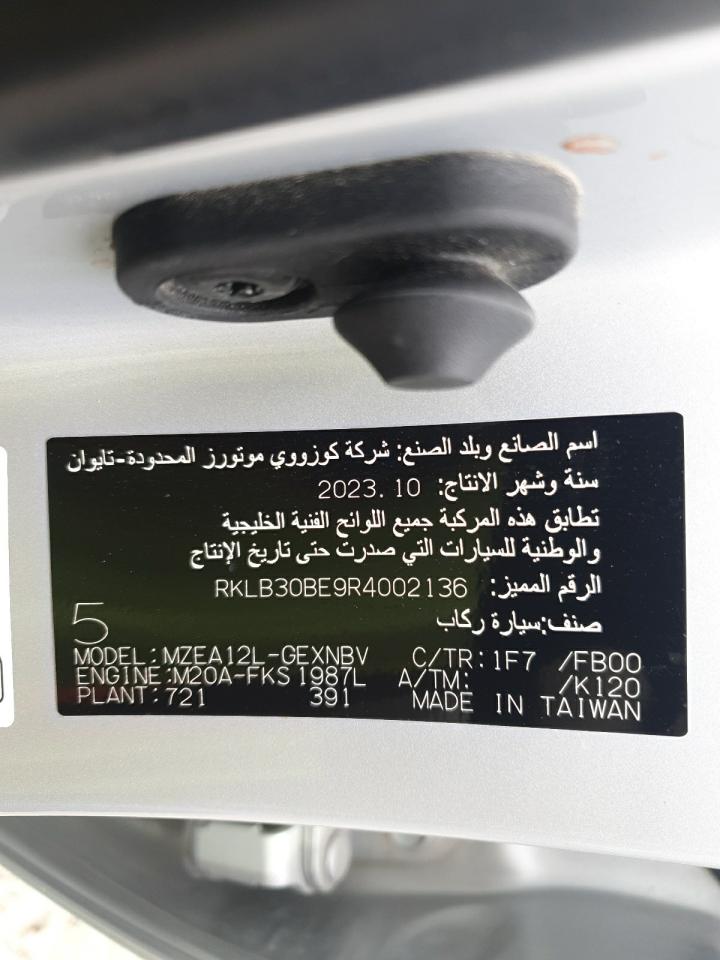 اسم الصانع وبلد الصنع: شركة كوزووي موتورز المحدودة-تايوان
سنة وشهر الانتاج: 2023.10
تطابق هذه المركبة جميع اللوائح الفنية الخليجية
والوطنية للسيارات التي صدرت حتى تاريخ الإنتاج
الرقم المميز: RKLB30BE9R4002136
صنف:سيارة ركاب
5
MODEL:MZEA12L-GEXNBV C/TR:1F7 /FB00
ENGINE:M20A-FKS 1987L A/TM: /K120
PLANT:721 391 MADE IN TAIWAN